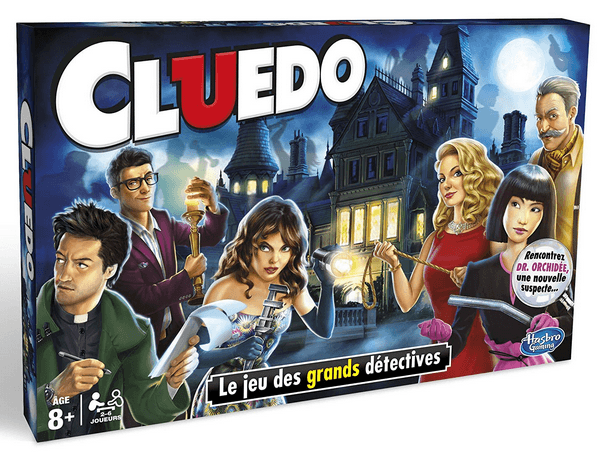 CLUEDO
CLUEDO
Rencontrez
DR. ORCHIDÉE,
une nouvelle
suspecte...
Hasbro
Gaming
Le jeu des grands détectives
ÂGE
8+
2-6
JOUEURS